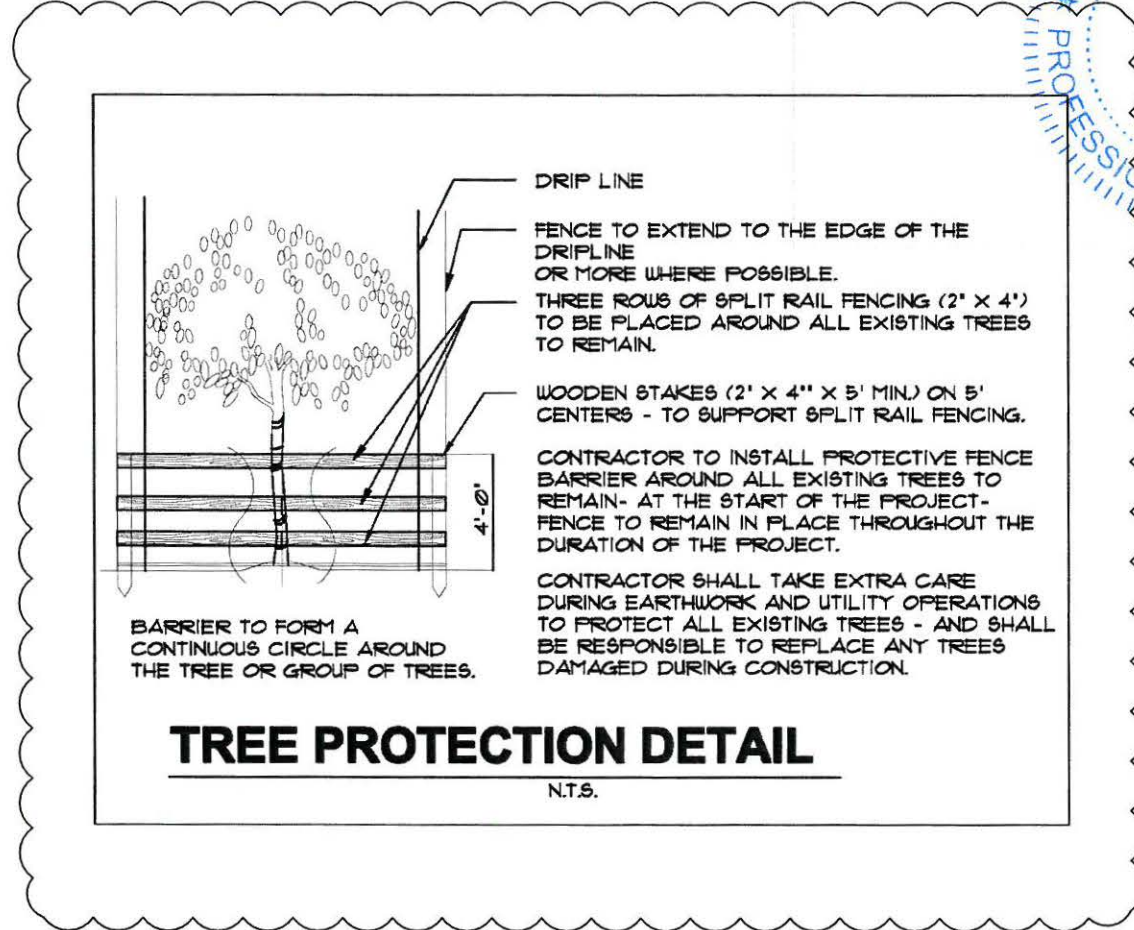 PROFESSIO
DRIP LINE
FENCE TO EXTEND TO THE EDGE OF THE
DRIPLINE
OR MORE WHERE POSSIBLE.
THREE ROWS OF SPLIT RAIL FENCING (2" X 4")
TO BE PLACED AROUND ALL EXISTING TREES
TO REMAIN.
WOODEN STAKES (2' X 4'" X 5' MIN.) ON 5'
CENTERS - TO SUPPORT SPLIT RAIL FENCING.
CONTRACTOR TO INSTALL PROTECTIVE FENCE
BARRIER AROUND ALL EXISTING TREES TO
REMAIN- AT THE START OF THE PROJECT-
FENCE TO REMAIN IN PLACE THROUGHOUT THE
DURATION OF THE PROJECT.
CONTRACTOR SHALL TAKE EXTRA CARE
DURING EARTHWORK AND UTILITY OPERATIONS
TO PROTECT ALL EXISTING TREES - AND SHALL
BE RESPONSIBLE TO REPLACE ANY TREES
DAMAGED DURING CONSTRUCTION.
4'-0"
BARRIER TO FORM A
CONTINUOUS CIRCLE AROUND
THE TREE OR GROUP OF TREES.
TREE PROTECTION DETAIL
N.T.S.